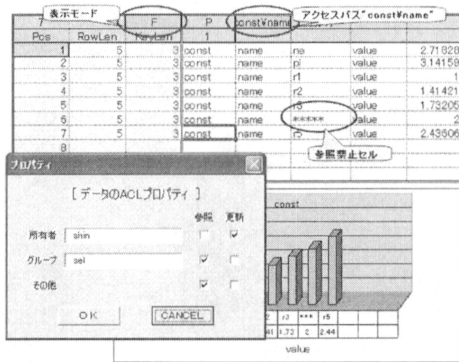 表示モード
アクセスパス"const¥name"
7 F P const¥name
Pos RowLen KeyLen 1
1 5 3 const name ne value 2.71828
2 5 3 const name pi value 3.14159
3 5 3 const name r1 value 1
4 5 3 const name r2 value 1.41421
5 5 3 const name r3 value 1.73205
6 5 3 const name ***** value 2
7 5 3 const name r5 value 2.43606
8
参照禁止セル
プロパティ
[ データのACLプロパティ ]
参照 更新
所有者 shin
グループ sel
その他
OK CANCEL
const
r3 *** r5
41 1.73 2 2.44
value